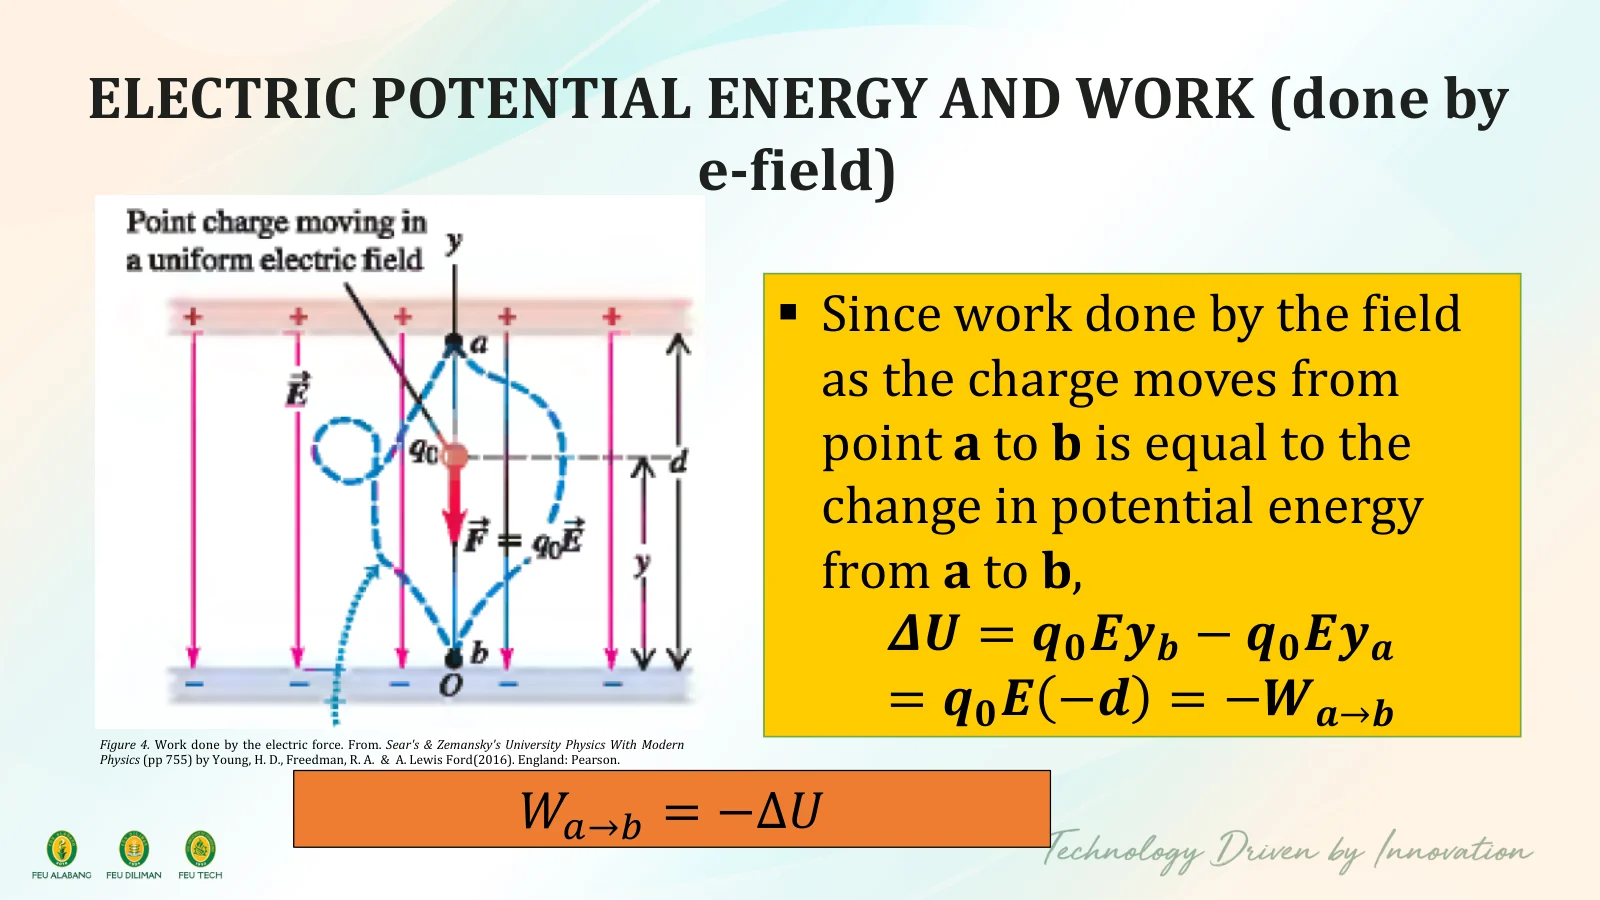 ELECTRIC POTENTIAL ENERGY AND WORK (done by
e-field)
Point charge moving in
a uniform electric field
y
+ + + + +
a
E⃗
q₀
d
F⃗ = q₀E⃗
y
b
− − − − −
O
Figure 4. Work done by the electric force. From. Sear's & Zemansky's University Physics With Modern
Physics (pp 755) by Young, H. D., Freedman, R. A. & A. Lewis Ford(2016). England: Pearson.
▪ Since work done by the field
as the charge moves from
point a to b is equal to the
change in potential energy
from a to b,
ΔU = q₀Ey_b − q₀Ey_a
= q₀E(−d) = −W_{a→b}
W_{a→b} = −ΔU
FEU ALABANG FEU DILIMAN FEU TECH
Technology Driven by Innovation